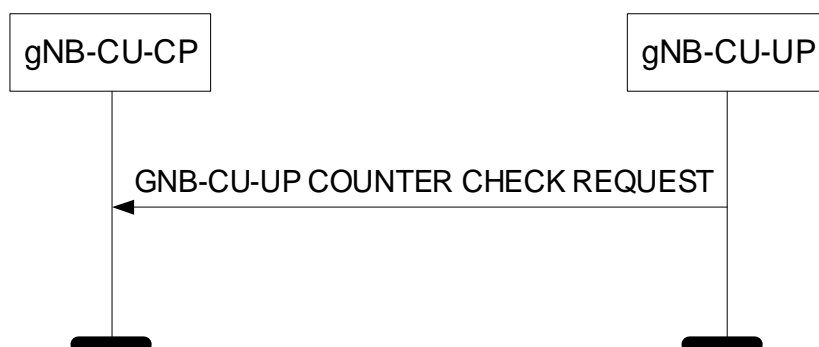 gNB-CU-CP
gNB-CU-UP
GNB-CU-UP COUNTER CHECK REQUEST